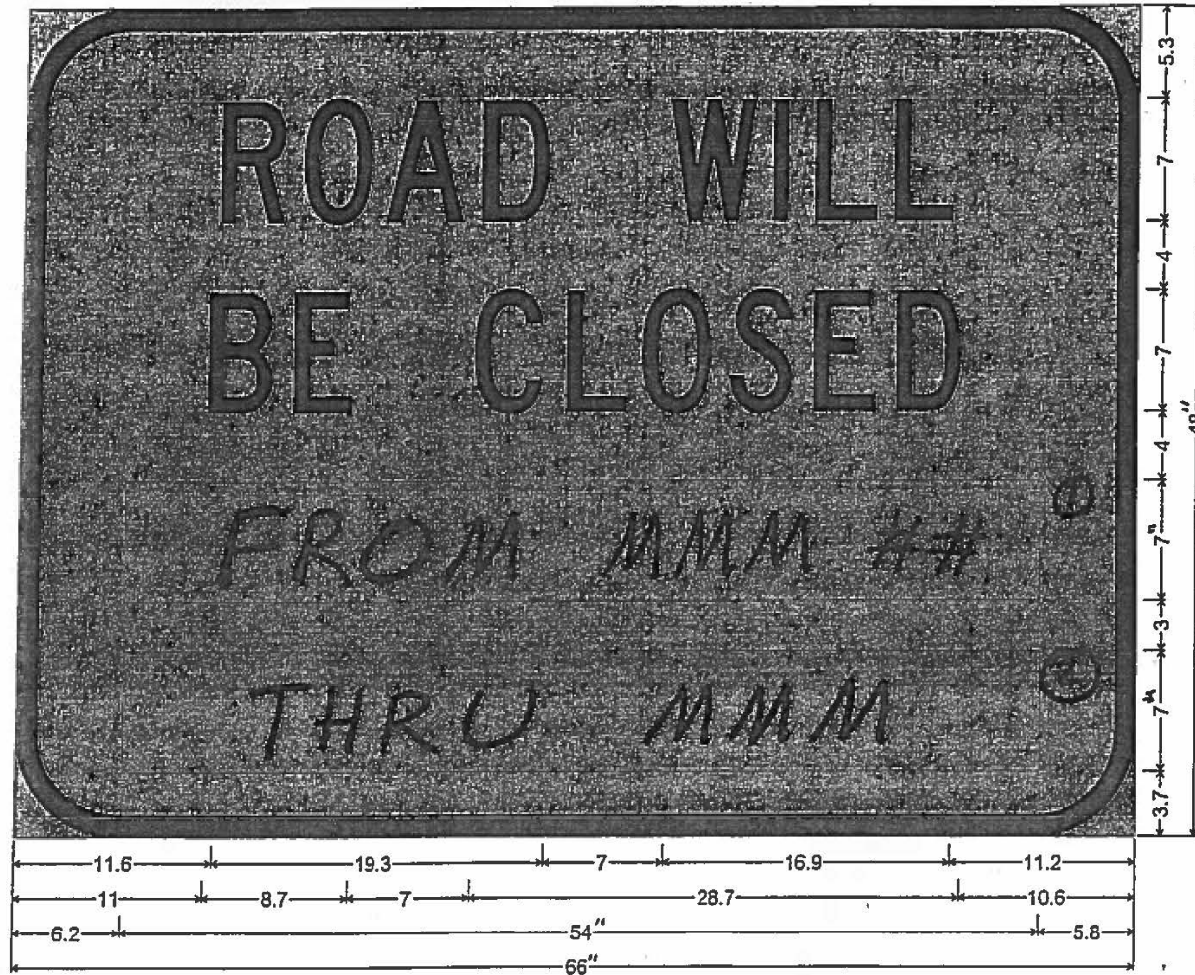 ROAD WILL
BE CLOSED
FROM MMM ##
①
THRU MMM
②
5.3
7
4
7
4
7"
3
7"
3.7
48"
11.6 19.3 7 16.9 11.2
11 8.7 7 28.7 10.6
6.2 54" 5.8
66"